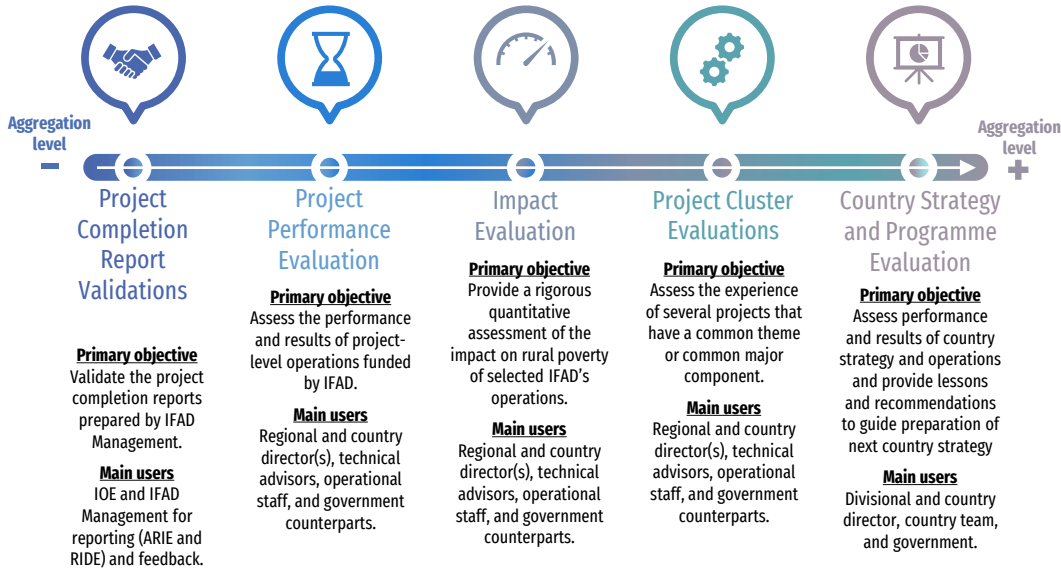 Aggregation
level
Aggregation
level
Project
Completion
Report
Validations
Primary objective
Validate the project
completion reports
prepared by IFAD
Management.
Main users
IOE and IFAD
Management for
reporting (ARIE and
RIDE) and feedback.
Project
Performance
Evaluation
Primary objective
Assess the performance
and results of project-
level operations funded
by IFAD.
Main users
Regional and country
director(s), technical
advisors, operational
staff, and government
counterparts.
Impact
Evaluation
Primary objective
Provide a rigorous
quantitative
assessment of the
impact on rural poverty
of selected IFAD's
operations.
Main users
Regional and country
director(s), technical
advisors, operational
staff, and government
counterparts.
Project Cluster
Evaluations
Primary objective
Assess the experience
of several projects that
have a common theme
or common major
component.
Main users
Regional and country
director(s), technical
advisors, operational
staff, and government
counterparts.
Country Strategy
and Programme
Evaluation
Primary objective
Assess performance
and results of country
strategy and operations
and provide lessons
and recommendations
to guide preparation of
next country strategy
Main users
Divisional and country
director, country team,
and government.